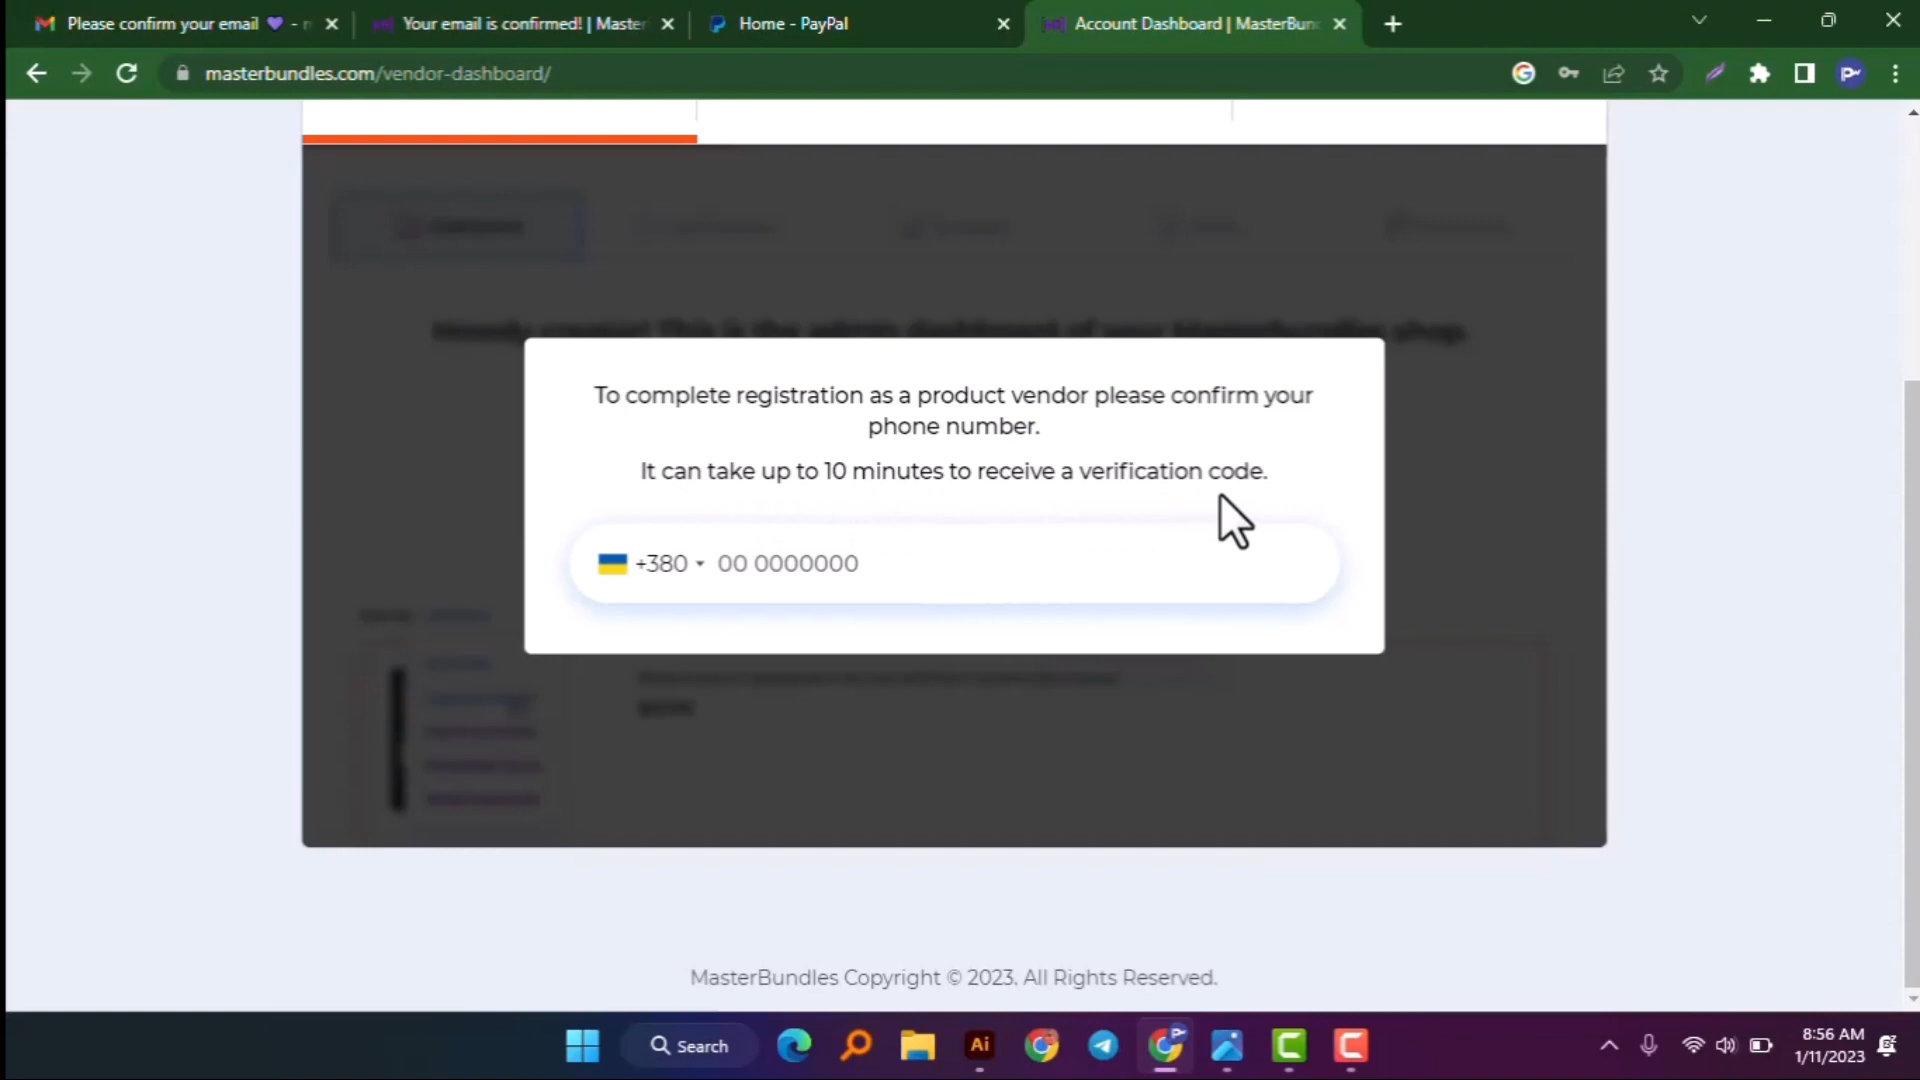 Please confirm your email 💜 - n
Your email is confirmed! | Master
Home - PayPal
Account Dashboard | MasterBun
masterbundles.com/vendor-dashboard/
To complete registration as a product vendor please confirm your
phone number.
It can take up to 10 minutes to receive a verification code.
+380 00 0000000
MasterBundles Copyright © 2023. All Rights Reserved.
Search
Ai
8:56 AM
1/11/2023